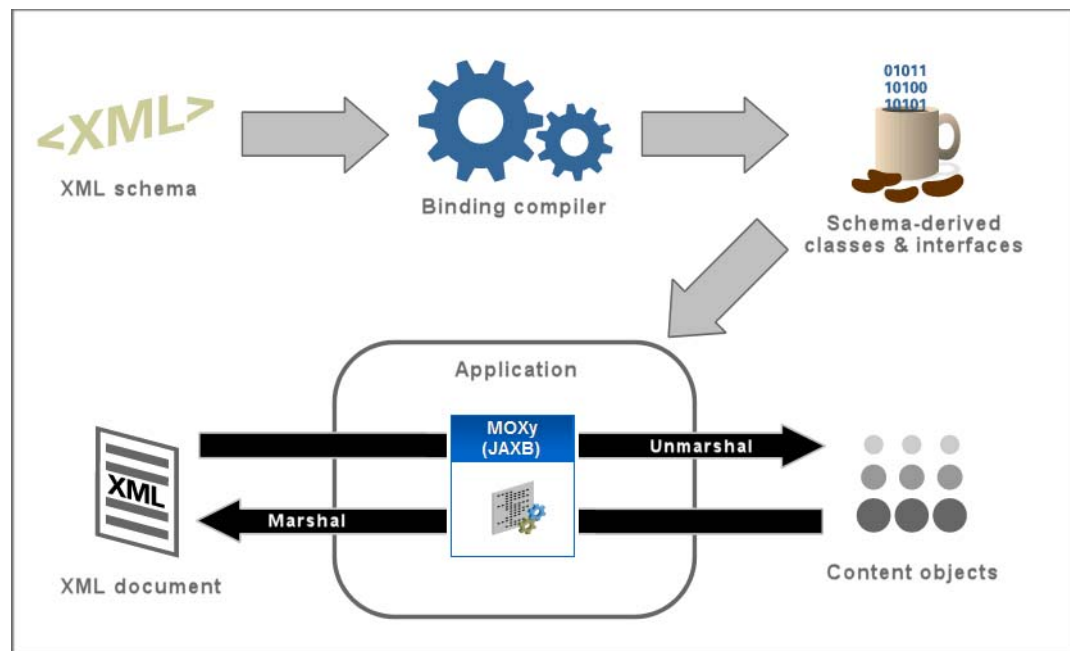 <XML>
XML schema
Binding compiler
01011
10100
10101
Schema-derived
classes & interfaces
Application
MOXy
(JAXB)
Unmarshal
XML
Marshal
XML document
Content objects